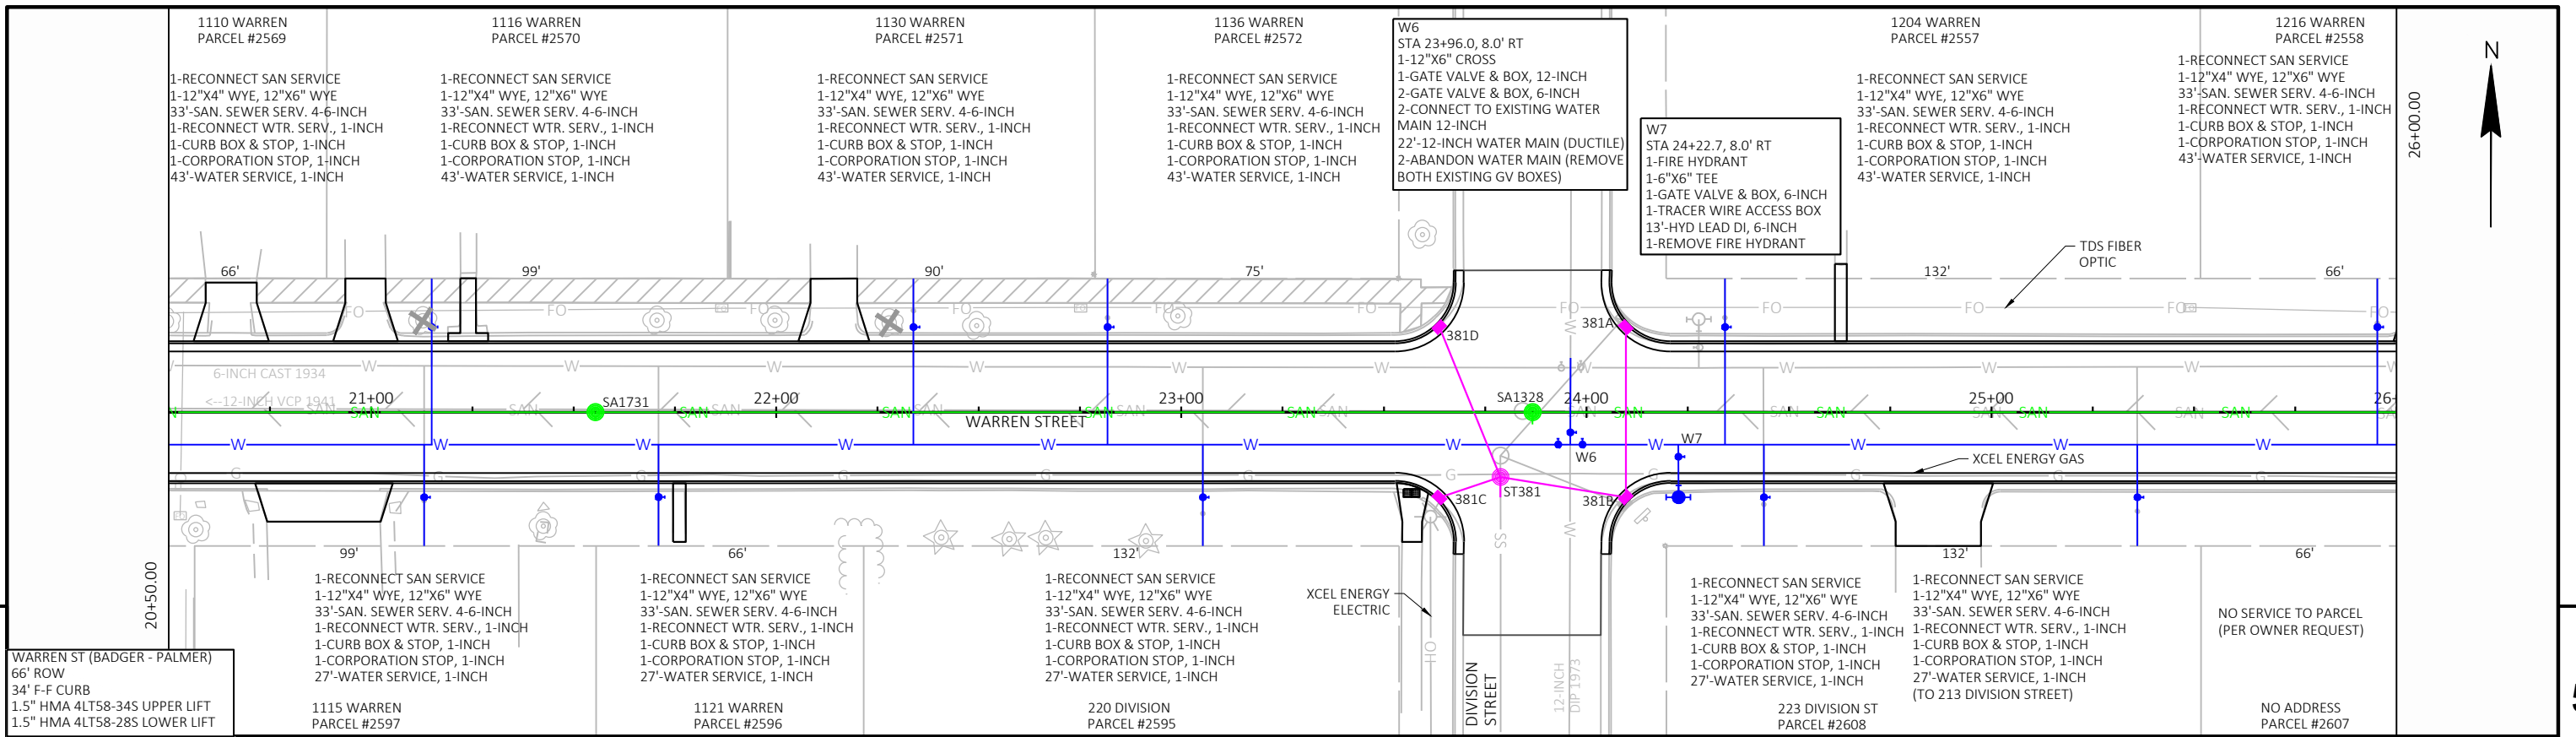 1110 WARREN
PARCEL #2569
1-RECONNECT SAN SERVICE
1-12"X4" WYE, 12"X6" WYE
33'-SAN. SEWER SERV. 4-6-INCH
1-RECONNECT WTR. SERV., 1-INCH
1-CURB BOX & STOP, 1-INCH
1-CORPORATION STOP, 1-INCH
43'-WATER SERVICE, 1-INCH
1116 WARREN
PARCEL #2570
1-RECONNECT SAN SERVICE
1-12"X4" WYE, 12"X6" WYE
33'-SAN. SEWER SERV. 4-6-INCH
1-RECONNECT WTR. SERV., 1-INCH
1-CURB BOX & STOP, 1-INCH
1-CORPORATION STOP, 1-INCH
43'-WATER SERVICE, 1-INCH
1130 WARREN
PARCEL #2571
1-RECONNECT SAN SERVICE
1-12"X4" WYE, 12"X6" WYE
33'-SAN. SEWER SERV. 4-6-INCH
1-RECONNECT WTR. SERV., 1-INCH
1-CURB BOX & STOP, 1-INCH
1-CORPORATION STOP, 1-INCH
43'-WATER SERVICE, 1-INCH
1136 WARREN
PARCEL #2572
1-RECONNECT SAN SERVICE
1-12"X4" WYE, 12"X6" WYE
33'-SAN. SEWER SERV. 4-6-INCH
1-RECONNECT WTR. SERV., 1-INCH
1-CURB BOX & STOP, 1-INCH
1-CORPORATION STOP, 1-INCH
43'-WATER SERVICE, 1-INCH
W6
STA 23+96.0, 8.0' RT
1-12"X6" CROSS
1-GATE VALVE & BOX, 12-INCH
2-GATE VALVE & BOX, 6-INCH
2-CONNECT TO EXISTING WATER
MAIN 12-INCH
22'-12-INCH WATER MAIN (DUCTILE)
2-ABANDON WATER MAIN (REMOVE
BOTH EXISTING GV BOXES)
W7
STA 24+22.7, 8.0' RT
1-FIRE HYDRANT
1-6"X6" TEE
1-GATE VALVE & BOX, 6-INCH
1-TRACER WIRE ACCESS BOX
13'-HYD LEAD DI, 6-INCH
1-REMOVE FIRE HYDRANT
1204 WARREN
PARCEL #2557
1-RECONNECT SAN SERVICE
1-12"X4" WYE, 12"X6" WYE
33'-SAN. SEWER SERV. 4-6-INCH
1-RECONNECT WTR. SERV., 1-INCH
1-CURB BOX & STOP, 1-INCH
1-CORPORATION STOP, 1-INCH
43'-WATER SERVICE, 1-INCH
1216 WARREN
PARCEL #2558
1-RECONNECT SAN SERVICE
1-12"X4" WYE, 12"X6" WYE
33'-SAN. SEWER SERV. 4-6-INCH
1-RECONNECT WTR. SERV., 1-INCH
1-CURB BOX & STOP, 1-INCH
1-CORPORATION STOP, 1-INCH
43'-WATER SERVICE, 1-INCH
26+00.00
N
TDS FIBER
OPTIC
66'
99'
90'
75'
132'
66'
FO FO FO FO FO FO FO FO FO FO FO
381D
381A
W W W W W W W W W W W
6-INCH CAST 1934
<--12-INCH VCP 1941
21+00
SA1731
22+00
23+00
SA1328
24+00
25+00
26+
SAN SAN SAN SAN SAN SAN SAN SAN SAN SAN
WARREN STREET
W W W W W W W W W W W
W6
W7
G G G G G G G G G
XCEL ENERGY GAS
381C
ST381
381B
SS
W
W
99'
66'
132'
132'
66'
20+50.00
1-RECONNECT SAN SERVICE
1-12"X4" WYE, 12"X6" WYE
33'-SAN. SEWER SERV. 4-6-INCH
1-RECONNECT WTR. SERV., 1-INCH
1-CURB BOX & STOP, 1-INCH
1-CORPORATION STOP, 1-INCH
27'-WATER SERVICE, 1-INCH
1115 WARREN
PARCEL #2597
1-RECONNECT SAN SERVICE
1-12"X4" WYE, 12"X6" WYE
33'-SAN. SEWER SERV. 4-6-INCH
1-RECONNECT WTR. SERV., 1-INCH
1-CURB BOX & STOP, 1-INCH
1-CORPORATION STOP, 1-INCH
27'-WATER SERVICE, 1-INCH
1121 WARREN
PARCEL #2596
1-RECONNECT SAN SERVICE
1-12"X4" WYE, 12"X6" WYE
33'-SAN. SEWER SERV. 4-6-INCH
1-RECONNECT WTR. SERV., 1-INCH
1-CURB BOX & STOP, 1-INCH
1-CORPORATION STOP, 1-INCH
27'-WATER SERVICE, 1-INCH
220 DIVISION
PARCEL #2595
XCEL ENERGY
ELECTRIC
OH
DIVISION
STREET
12-INCH
DIP 1973
1-RECONNECT SAN SERVICE
1-12"X4" WYE, 12"X6" WYE
33'-SAN. SEWER SERV. 4-6-INCH
1-RECONNECT WTR. SERV., 1-INCH
1-CURB BOX & STOP, 1-INCH
1-CORPORATION STOP, 1-INCH
27'-WATER SERVICE, 1-INCH
223 DIVISION ST
PARCEL #2608
1-RECONNECT SAN SERVICE
1-12"X4" WYE, 12"X6" WYE
33'-SAN. SEWER SERV. 4-6-INCH
1-RECONNECT WTR. SERV., 1-INCH
1-CURB BOX & STOP, 1-INCH
1-CORPORATION STOP, 1-INCH
27'-WATER SERVICE, 1-INCH
(TO 213 DIVISION STREET)
NO SERVICE TO PARCEL
(PER OWNER REQUEST)
NO ADDRESS
PARCEL #2607
WARREN ST (BADGER - PALMER)
66' ROW
34' F-F CURB
1.5" HMA 4LT58-34S UPPER LIFT
1.5" HMA 4LT58-28S LOWER LIFT